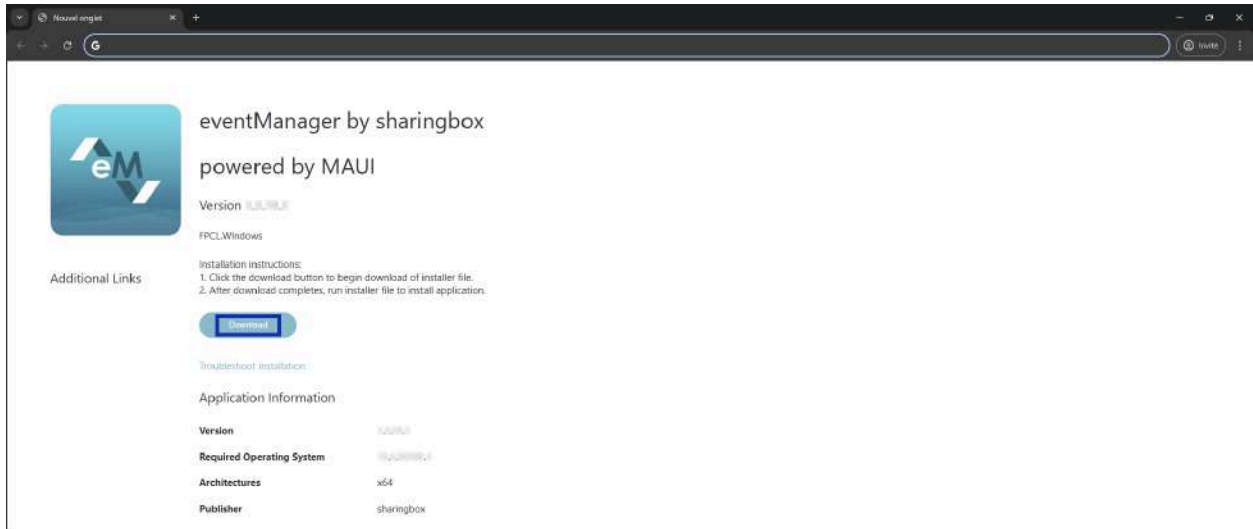 Nouvel onglet
G
Invité
eM
eventManager by sharingbox
powered by MAUI
Version
FPCL.Windows
Additional Links
Installation instructions:
1. Click the download button to begin download of installer file.
2. After download completes, run installer file to install application.
Download
Troubleshoot installation
Application Information
Version
Required Operating System
Architectures x64
Publisher sharingbox